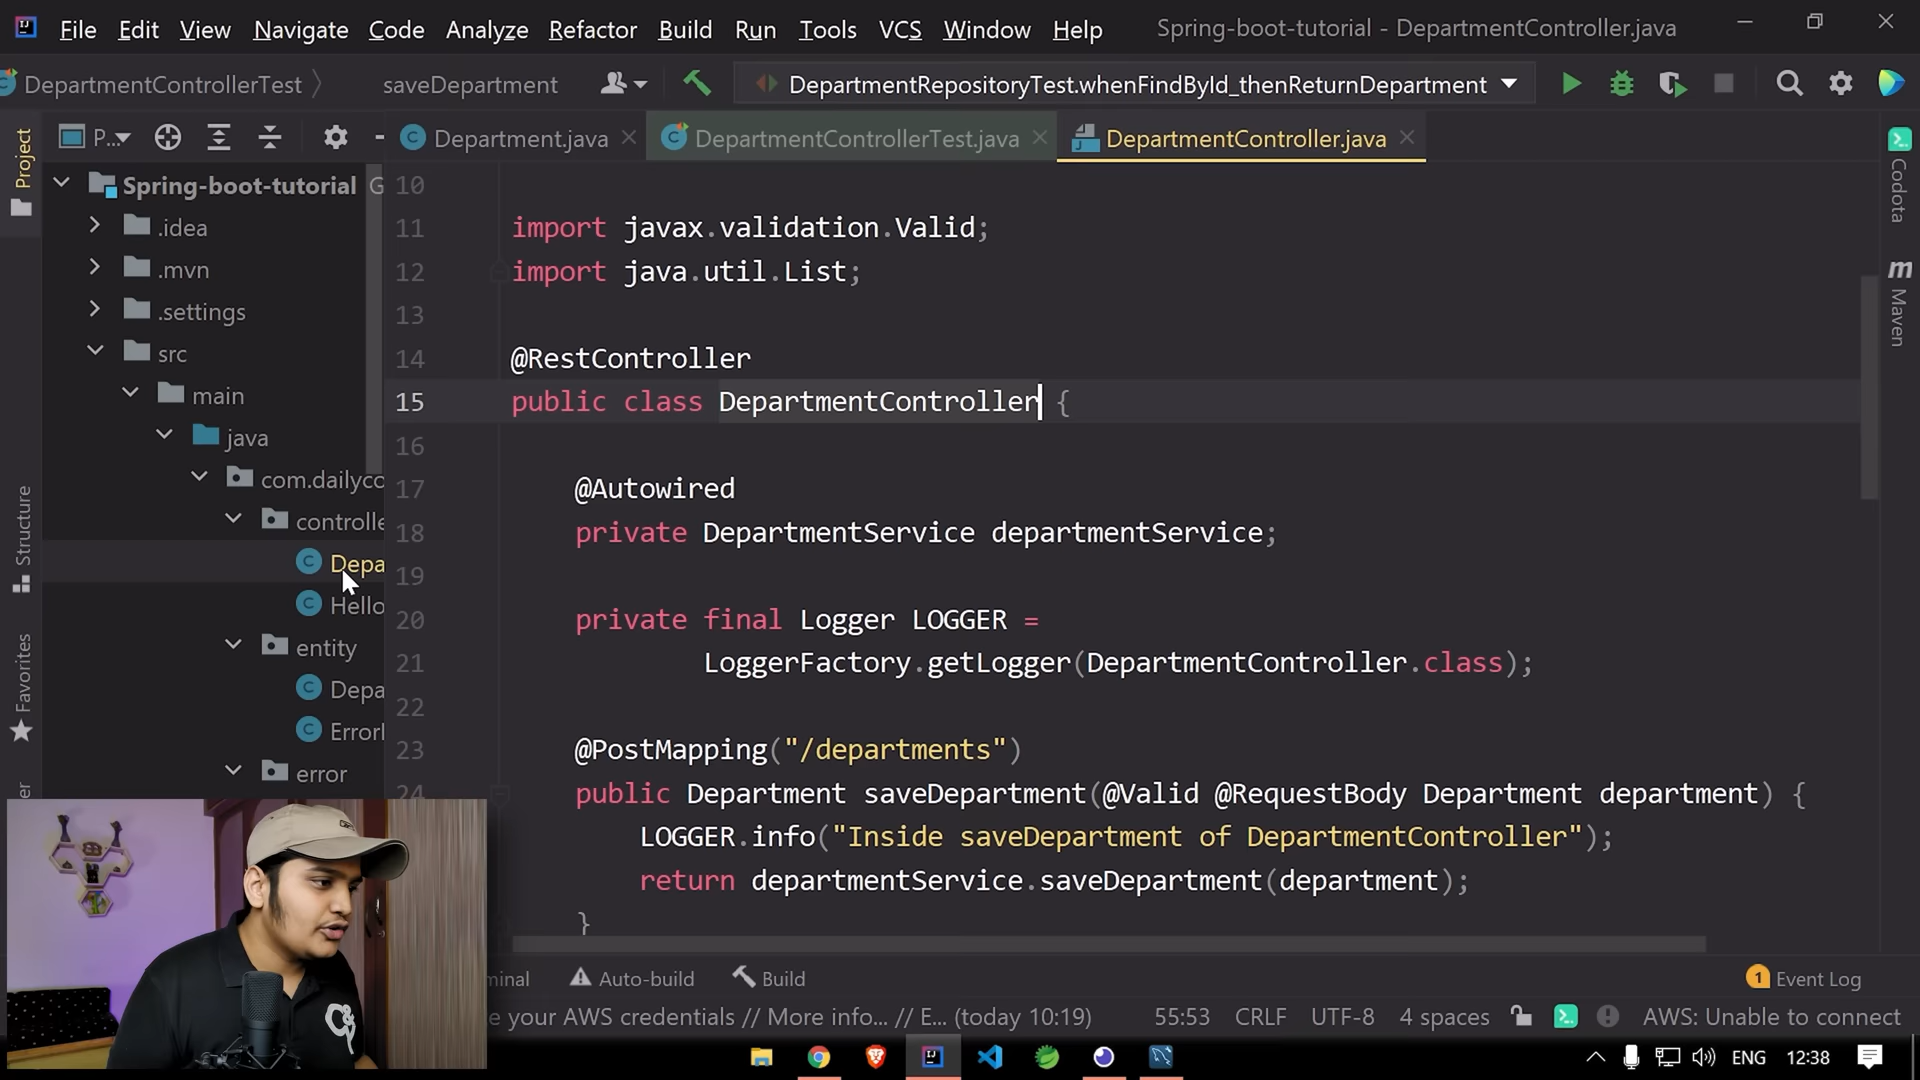 File Edit View Navigate Code Analyze Refactor Build Run Tools VCS Window Help Spring-boot-tutorial - DepartmentController.java
DepartmentControllerTest saveDepartment DepartmentRepositoryTest.whenFindById_thenReturnDepartment
P... Department.java DepartmentControllerTest.java DepartmentController.java
Project
Structure
Favorites
Spring-boot-tutorial
.idea
.mvn
.settings
src
main
java
com.dailyco
controlle
Depa
Hello
entity
Depa
Error
error
10
11 import javax.validation.Valid;
12 import java.util.List;
13
14 @RestController
15 public class DepartmentController {
16
17 @Autowired
18 private DepartmentService departmentService;
19
20 private final Logger LOGGER =
21 LoggerFactory.getLogger(DepartmentController.class);
22
23 @PostMapping("/departments")
24 public Department saveDepartment(@Valid @RequestBody Department department) {
LOGGER.info("Inside saveDepartment of DepartmentController");
return departmentService.saveDepartment(department);
}
Codota
Maven
minal Auto-build Build 1 Event Log
e your AWS credentials // More info... // E... (today 10:19) 55:53 CRLF UTF-8 4 spaces AWS: Unable to connect
ENG 12:38